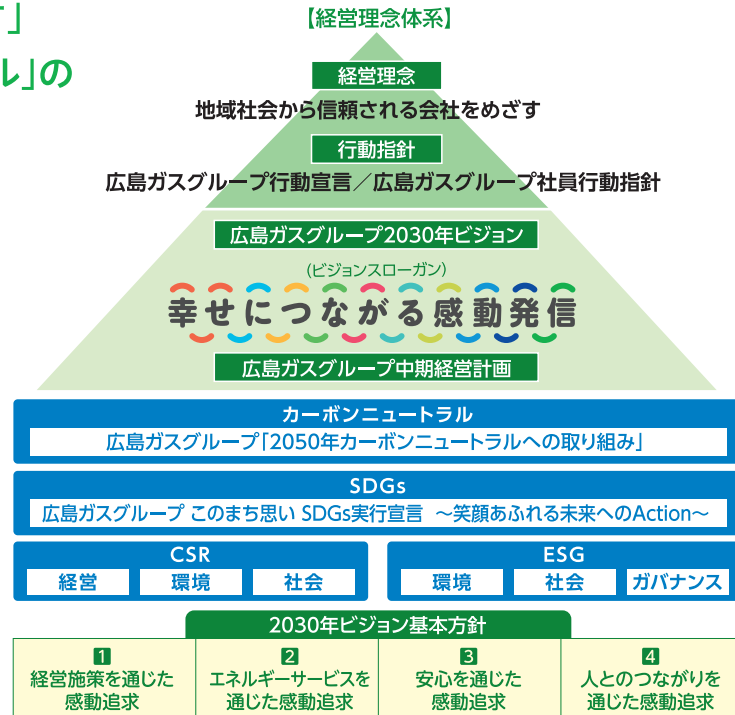 す」
ル」の
【経営理念体系】
経営理念
地域社会から信頼される会社をめざす
行動指針
広島ガスグループ行動宣言／広島ガスグループ社員行動指針
広島ガスグループ2030年ビジョン
(ビジョンスローガン)
幸せにつながる感動発信
広島ガスグループ中期経営計画
カーボンニュートラル
広島ガスグループ「2050年カーボンニュートラルへの取り組み」
SDGs
広島ガスグループ このまち思い SDGs実行宣言 ～笑顔あふれる未来へのAction～
CSR
経営 環境 社会
ESG
環境 社会 ガバナンス
2030年ビジョン基本方針
1
経営施策を通じた
感動追求
2
エネルギーサービスを
通じた感動追求
3
安心を通じた
感動追求
4
人とのつながりを
通じた感動追求